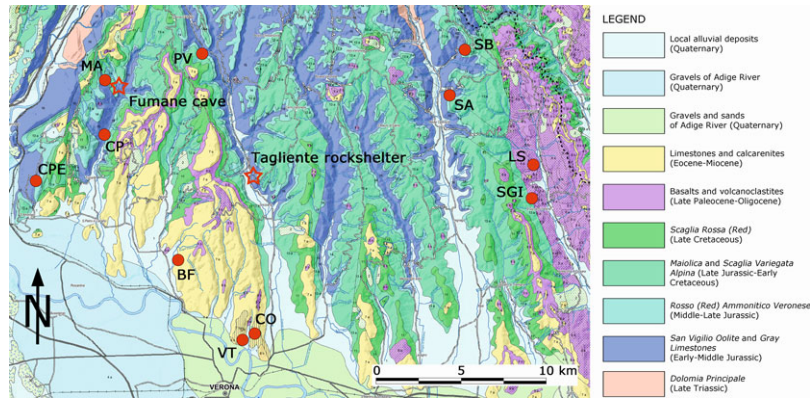 MA
PV
SB
Fumane cave
SA
CP
Tagliente rockshelter
LS
CPE
SGI
BF
CO
VT
N
VERONA
0 5 10 km
LEGEND
Local alluvial deposits
(Quaternary)
Gravels of Adige River
(Quaternary)
Gravels and sands
of Adige River (Quaternary)
Limestones and calcarenites
(Eocene-Miocene)
Basalts and volcanoclastites
(Late Paleocene-Oligocene)
Scaglia Rossa (Red)
(Late Cretaceous)
Maiolica and Scaglia Variegata
Alpina (Late Jurassic-Early
Cretaceous)
Rosso (Red) Ammonitico Veronese
(Middle-Late Jurassic)
San Vigilio Oolite and Gray
Limestones
(Early-Middle Jurassic)
Dolomia Principale
(Late Triassic)